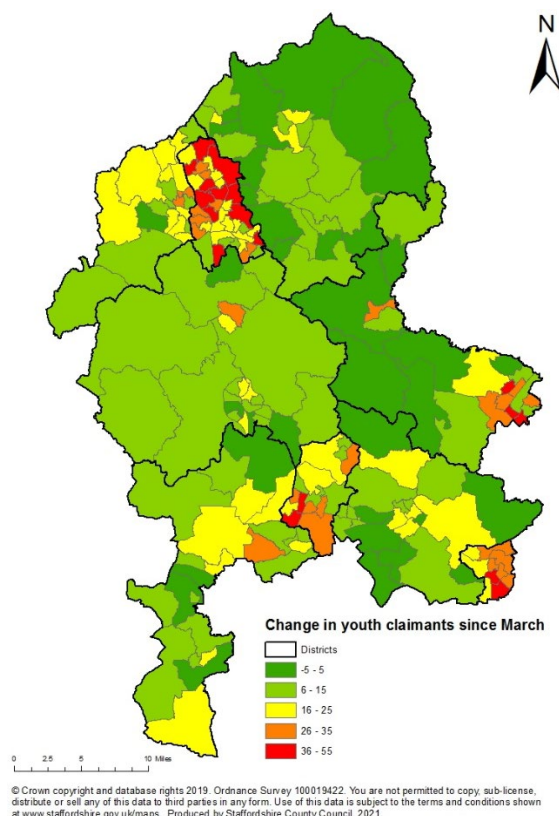 N
Change in youth claimants since March
Districts
-5 - 5
6 - 15
16 - 25
26 - 35
36 - 55
0 2.5 5 10 Miles
© Crown copyright and database rights 2019. Ordnance Survey 100019422. You are not permitted to copy, sub-license,
distribute or sell any of this data to third parties in any form. Use of this data is subject to the terms and conditions shown
at www.staffordshire.gov.uk/maps. Produced by Staffordshire County Council, 2021.